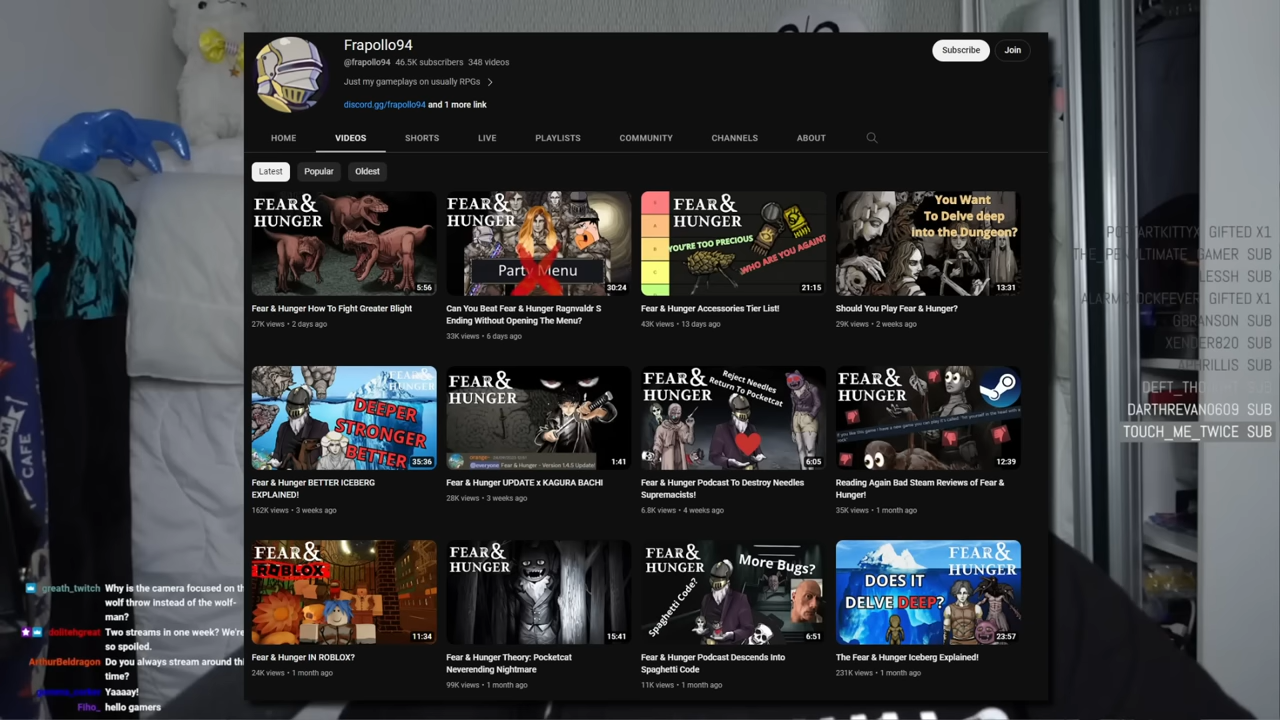 Frapollo94
@frapollo94 46.5K subscribers 348 videos
Just my gameplays on usually RPGs
discord.gg/frapollo94 and 1 more link
Subscribe
Join
HOME
VIDEOS
SHORTS
LIVE
PLAYLISTS
COMMUNITY
CHANNELS
ABOUT
Latest
Popular
Oldest
FEAR& HUNGER
5:56
FEAR& HUNGER
Party Menu
30:24
FEAR& HUNGER
YOU'RE TOO PRECIOUS
WHO ARE YOU AGAIN?
21:15
You Want
To Delve deep
into the Dungeon?
13:31
Fear & Hunger How To Fight Greater Blight
27K views • 2 days ago
Can You Beat Fear & Hunger Ragnvaldr S
Ending Without Opening The Menu?
33K views • 6 days ago
Fear & Hunger Accessories Tier List!
43K views • 13 days ago
Should You Play Fear & Hunger?
29K views • 2 weeks ago
FEAR& HUNGER
DEEPER
STRONGER
BETTER
35:36
FEAR& HUNGER
@everyone Fear & Hunger - Version 1.4.5 Update!
1:41
FEAR& HUNGER
Reject Needles
Return To Pocketcat
6:05
FEAR& HUNGER
12:39
Fear & Hunger BETTER ICEBERG
EXPLAINED!
162K views • 3 weeks ago
Fear & Hunger UPDATE x KAGURA BACHI
28K views • 3 weeks ago
Fear & Hunger Podcast To Destroy Needles
Supremacists!
6.8K views • 4 weeks ago
Reading Again Bad Steam Reviews of Fear &
Hunger!
35K views • 1 month ago
FEAR&
ROBLOX
11:34
FEAR& HUNGER
15:41
FEAR& HUNGER
More Bugs?
Spaghetti Code?
6:51
FEAR& HUNGER
DOES IT
DELVE DEEP?
23:57
Fear & Hunger IN ROBLOX?
24K views • 1 month ago
Fear & Hunger Theory: Pocketcat
Neverending Nightmare
99K views • 1 month ago
Fear & Hunger Podcast Descends Into
Spaghetti Code
11K views • 1 month ago
The Fear & Hunger Iceberg Explained!
231K views • 1 month ago
GIFTED X1
SUB
LESSH SUB
GIFTED X1
GBRANSON SUB
XENDER820 SUB
SUB
DARTHREVAN0609 SUB
TOUCH_ME_TWICE SUB
greath_twitch Why is the camera focused on
wolf throw instead of the wolf-
man?
dolitehgreat Two streams in one week? We're
so spoiled.
ArthurBeldragon Do you always stream around
time?
Yaaaay!
Fiho_ hello gamers
CAFE